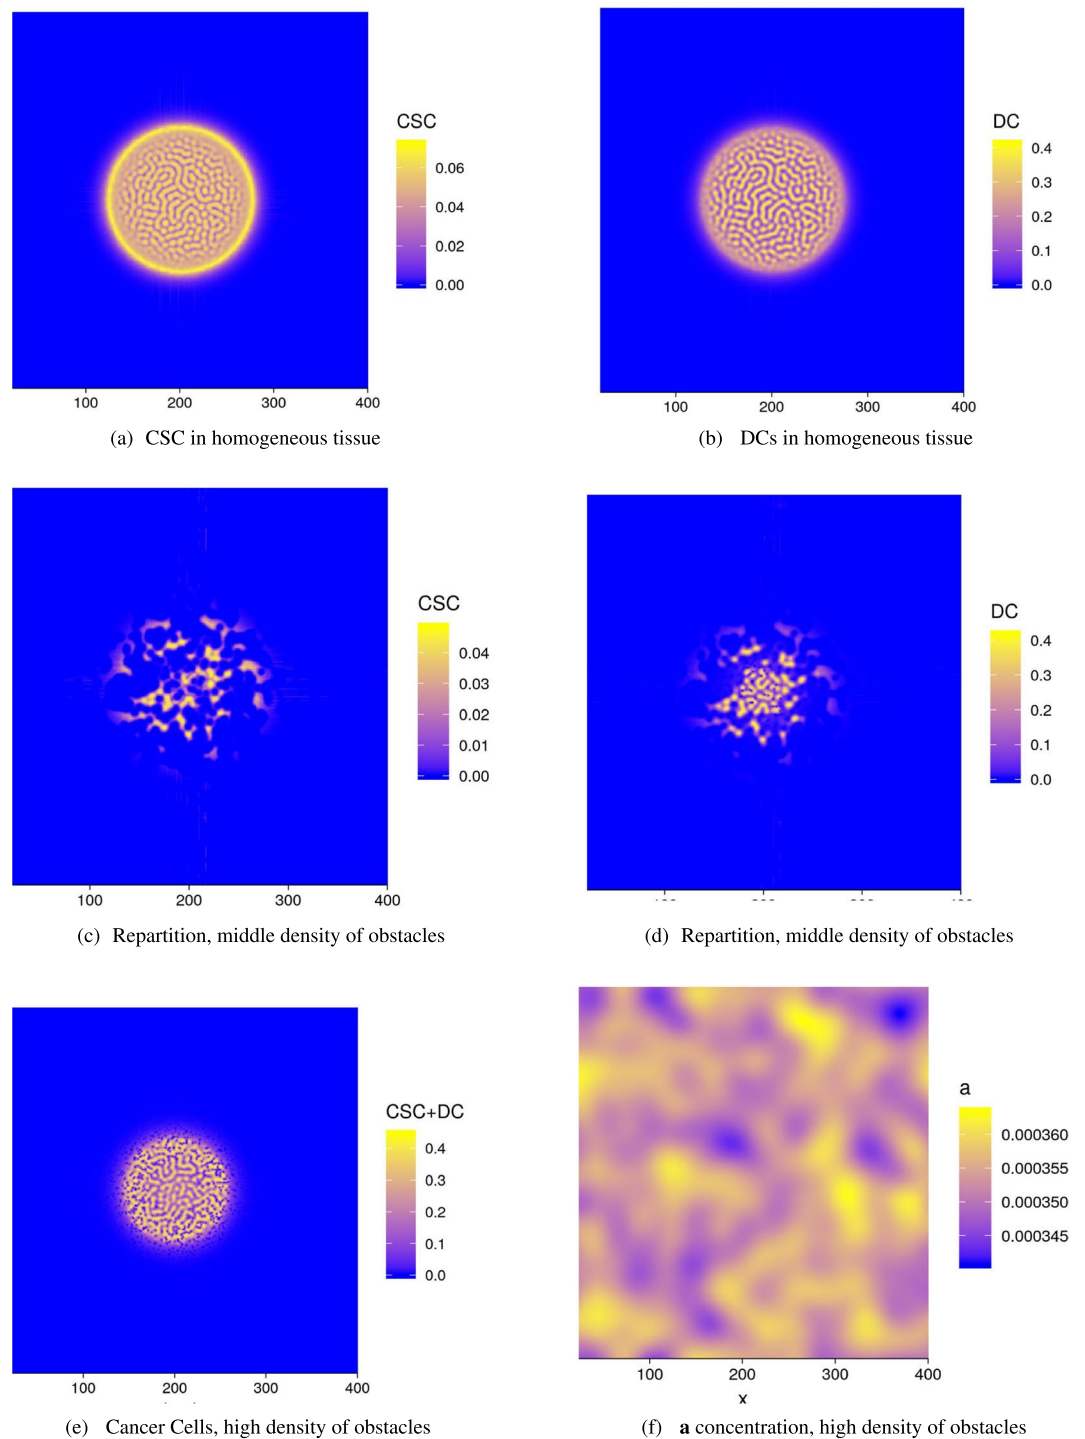 CSC
0.06
0.04
0.02
0.00
100 200 300 400
(a) CSC in homogeneous tissue
DC
0.4
0.3
0.2
0.1
0.0
100 200 300 400
(b) DCs in homogeneous tissue
CSC
0.04
0.03
0.02
0.01
0.00
100 200 300 400
(c) Repartition, middle density of obstacles
DC
0.4
0.3
0.2
0.1
0.0
(d) Repartition, middle density of obstacles
CSC+DC
0.4
0.3
0.2
0.1
0.0
100 200 300 400
(e) Cancer Cells, high density of obstacles
a
0.000360
0.000355
0.000350
0.000345
100 200 300 400
x
(f) a concentration, high density of obstacles